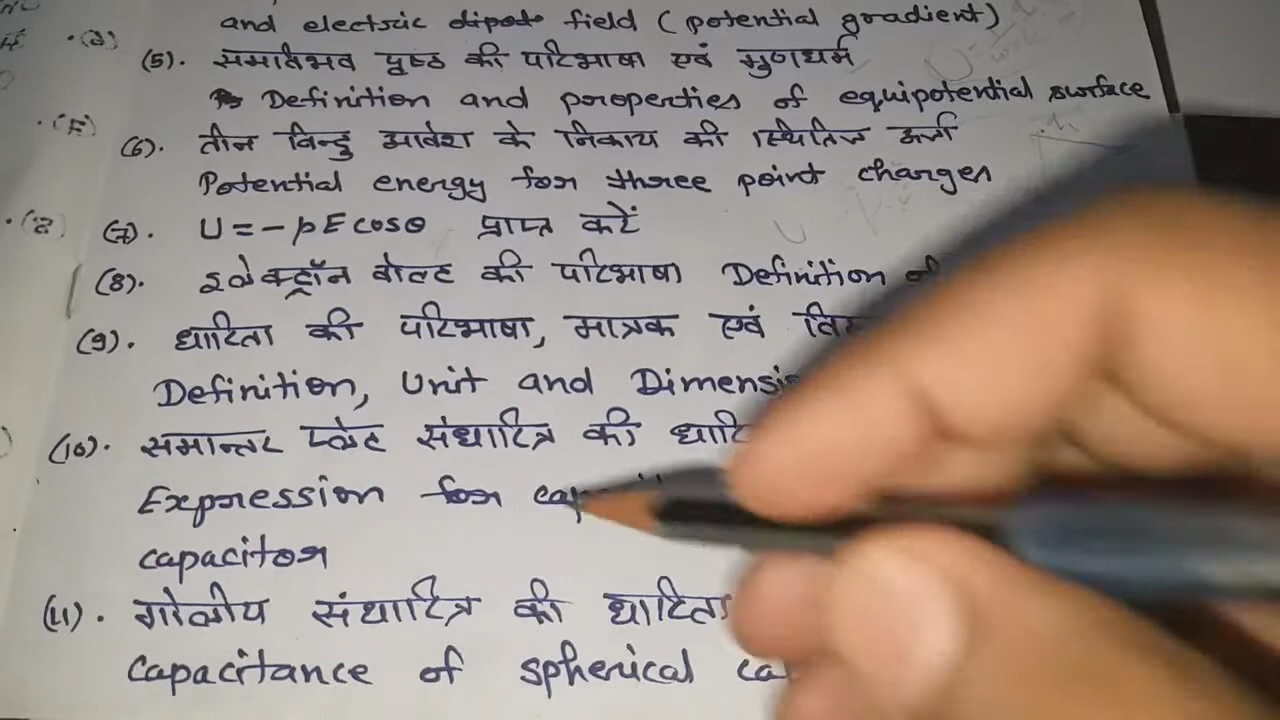 and electric field (potential gradient)
(5). समविभव पृष्ठ की परिभाषा एवं गुणधर्म
Definition and properties of equipotential surface
(6). तीन बिन्दु आवेश के निकाय की स्थितिज ऊर्जा
Potential energy for three point charges
(7). U = - pE cosθ प्राप्त करें
(8). इलेक्ट्रॉन वोल्ट की परिभाषा Definition of
(9). धारिता की परिभाषा, मात्रक एवं
Definition, Unit and
(10). समान्तर प्लेट संधारित्र की
Expression for
capacitor
(11). गोलीय संधारित्र की धारिता
Capacitance of spherical